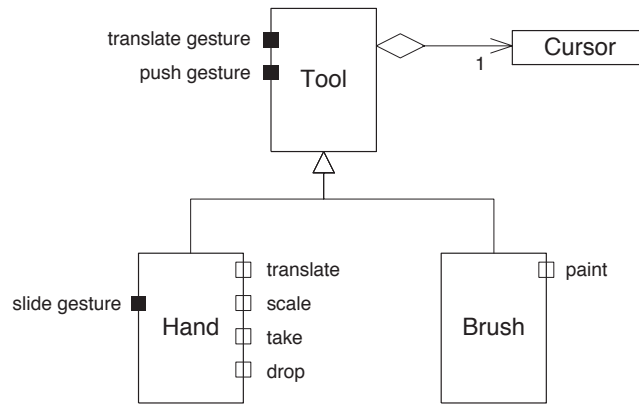 translate gesture
push gesture
Tool
1
Cursor
slide gesture
Hand
translate
scale
take
drop
Brush
paint